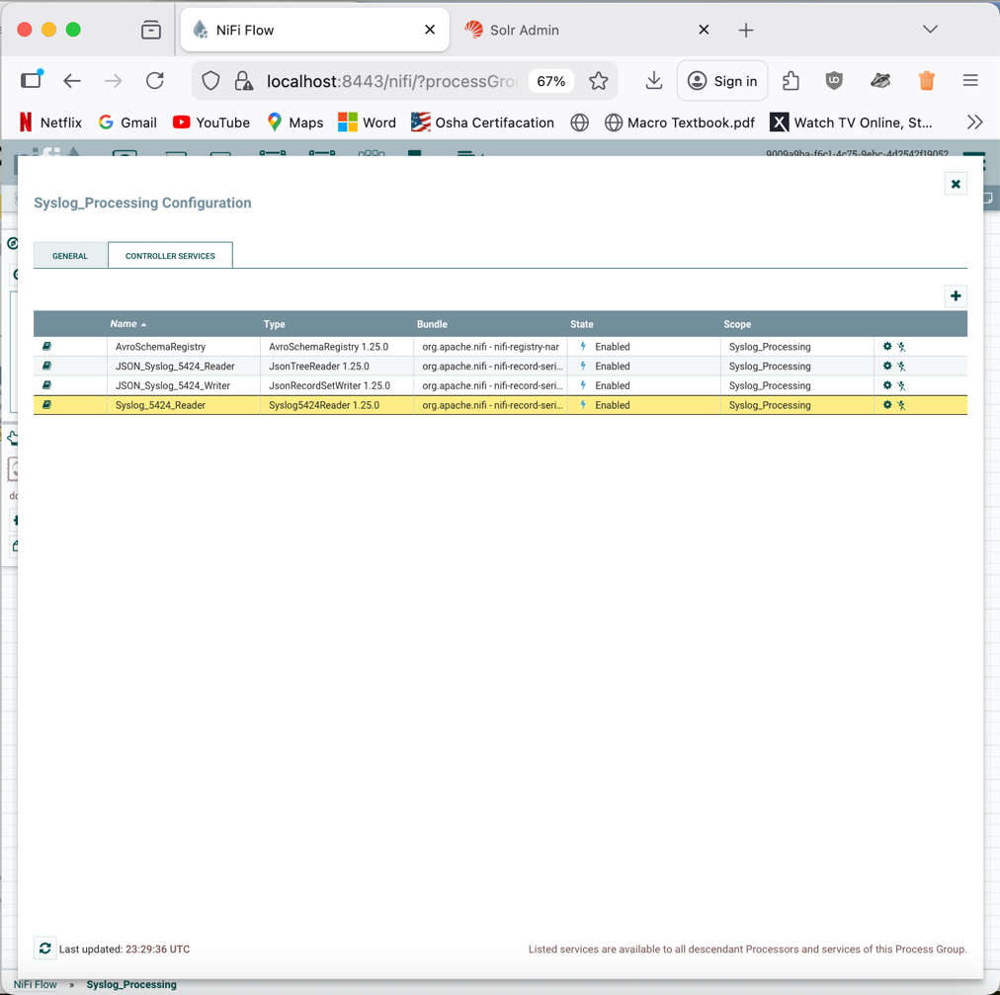 NiFi Flow
Solr Admin
localhost:8443/nifi/?processGro
67%
Sign in
Netflix
Gmail
YouTube
Maps
Word
Osha Certifacation
Macro Textbook.pdf
Watch TV Online, St...
9009a9ba-f6c1-4c75-9ebc-4d2542f19052
Syslog_Processing Configuration
GENERAL
CONTROLLER SERVICES
Name Type Bundle State Scope
AvroSchemaRegistry AvroSchemaRegistry 1.25.0 org.apache.nifi - nifi-registry-nar Enabled Syslog_Processing
JSON_Syslog_5424_Reader JsonTreeReader 1.25.0 org.apache.nifi - nifi-record-seri... Enabled Syslog_Processing
JSON_Syslog_5424_Writer JsonRecordSetWriter 1.25.0 org.apache.nifi - nifi-record-seri... Enabled Syslog_Processing
Syslog_5424_Reader Syslog5424Reader 1.25.0 org.apache.nifi - nifi-record-seri... Enabled Syslog_Processing
Last updated: 23:29:36 UTC
Listed services are available to all descendant Processors and services of this Process Group.
NiFi Flow » Syslog_Processing